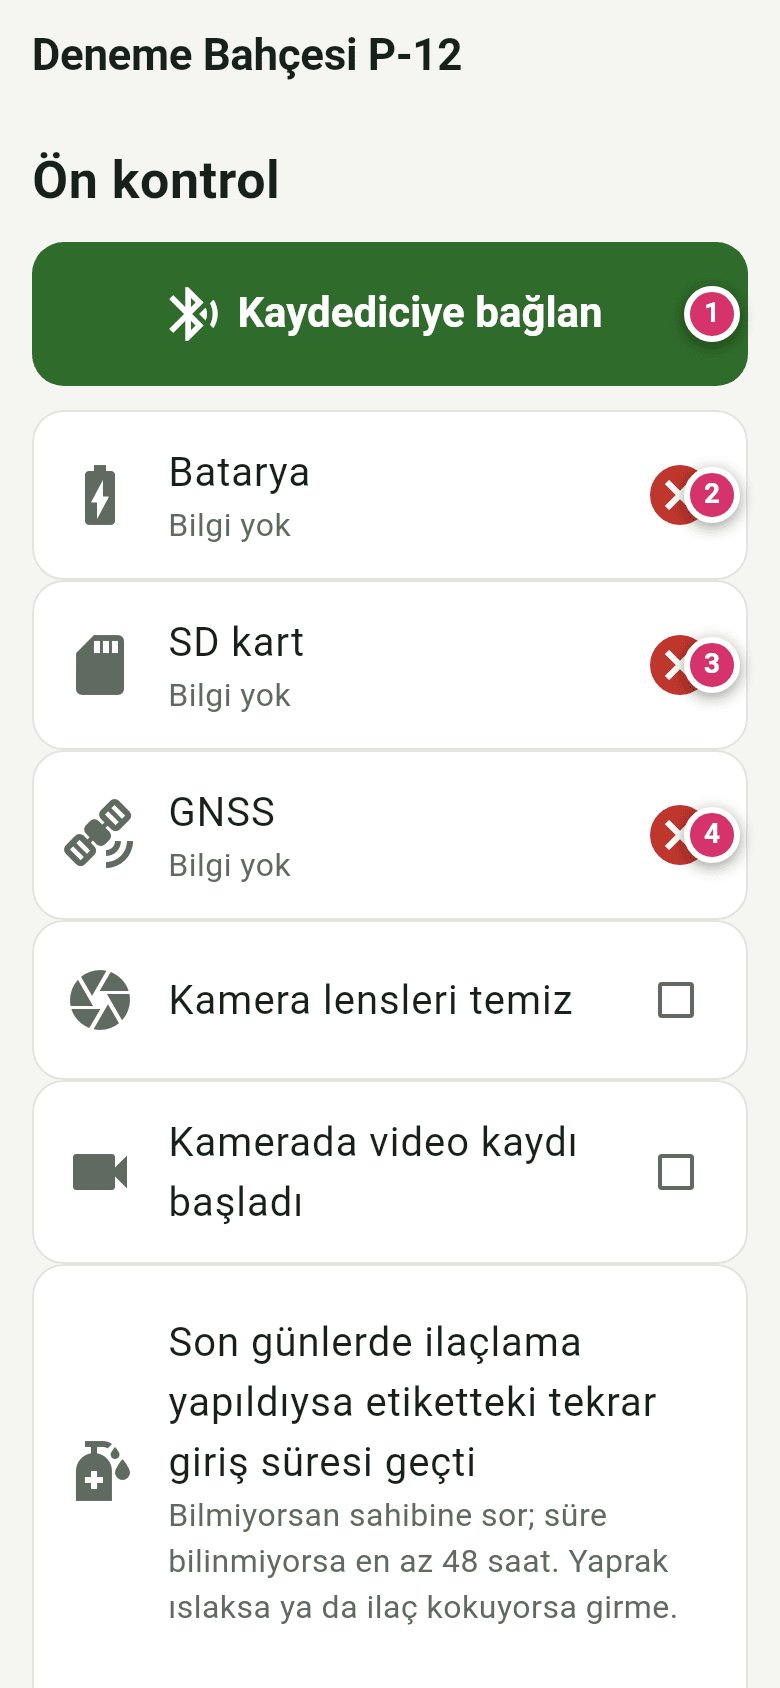 Deneme Bahçesi P-12
Ön kontrol
Kaydediciye bağlan
1
Batarya
Bilgi yok
2
SD kart
Bilgi yok
3
GNSS
Bilgi yok
4
Kamera lensleri temiz
Kamerada video kaydı
başladı
Son günlerde ilaçlama
yapıldıysa etiketteki tekrar
giriş süresi geçti
Bilmiyorsan sahibine sor; süre
bilinmiyorsa en az 48 saat. Yaprak
ıslaksa ya da ilaç kokuyorsa girme.